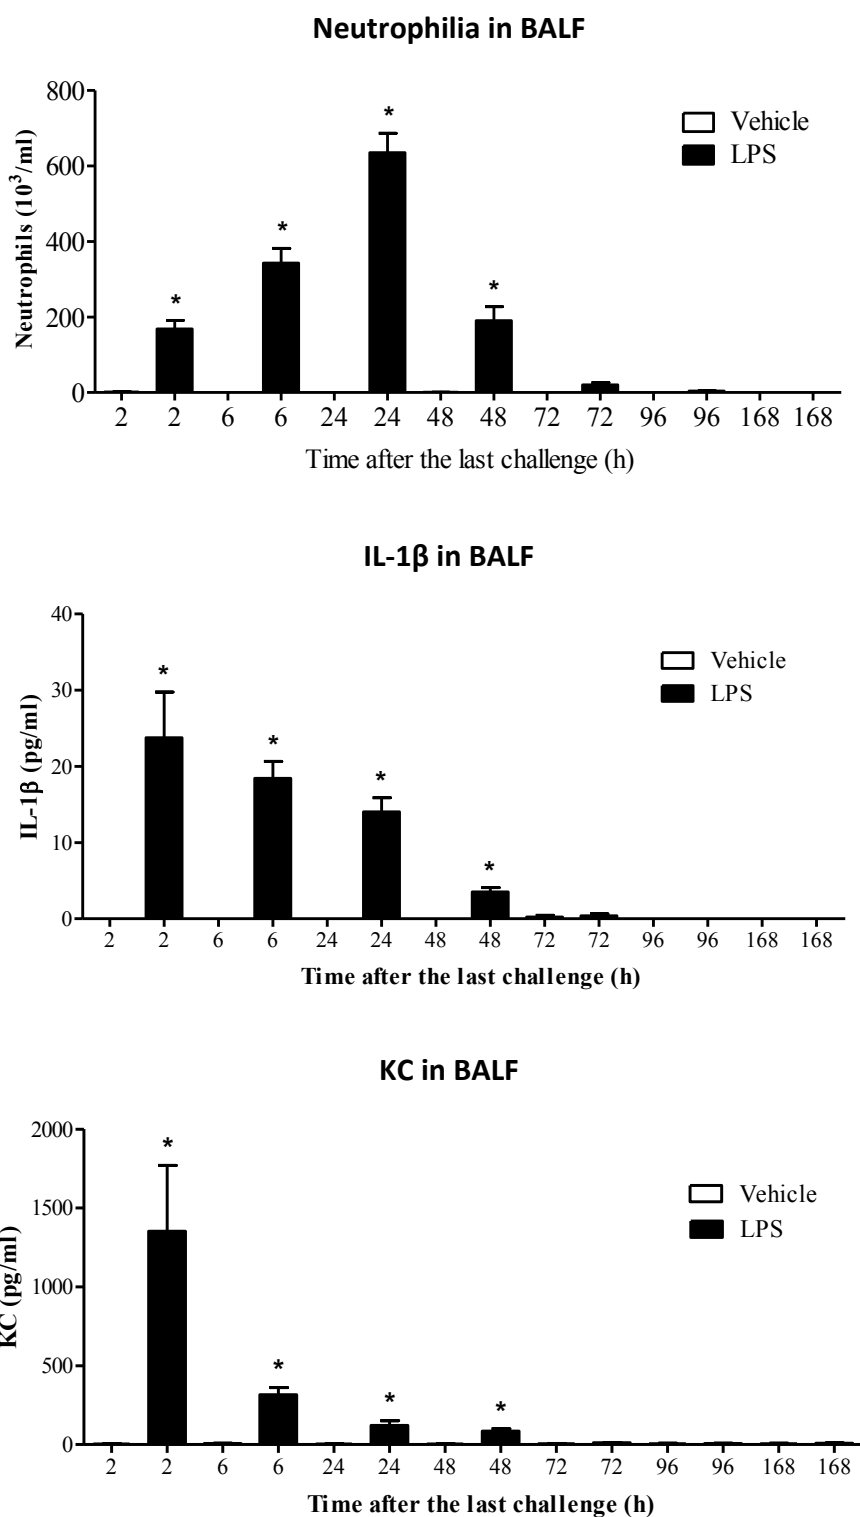 Neutrophilia in BALF
Neutrophils (10³/ml)
800
600
400
200
0
*
*
*
*
Vehicle
LPS
2 2 6 6 24 24 48 48 72 72 96 96 168 168
Time after the last challenge (h)
IL-1β in BALF
IL-1β (pg/ml)
40
30
20
10
0
*
*
*
*
Vehicle
LPS
2 2 6 6 24 24 48 48 72 72 96 96 168 168
Time after the last challenge (h)
KC in BALF
KC (pg/ml)
2000
1500
1000
500
0
*
*
*
*
Vehicle
LPS
2 2 6 6 24 24 48 48 72 72 96 96 168 168
Time after the last challenge (h)